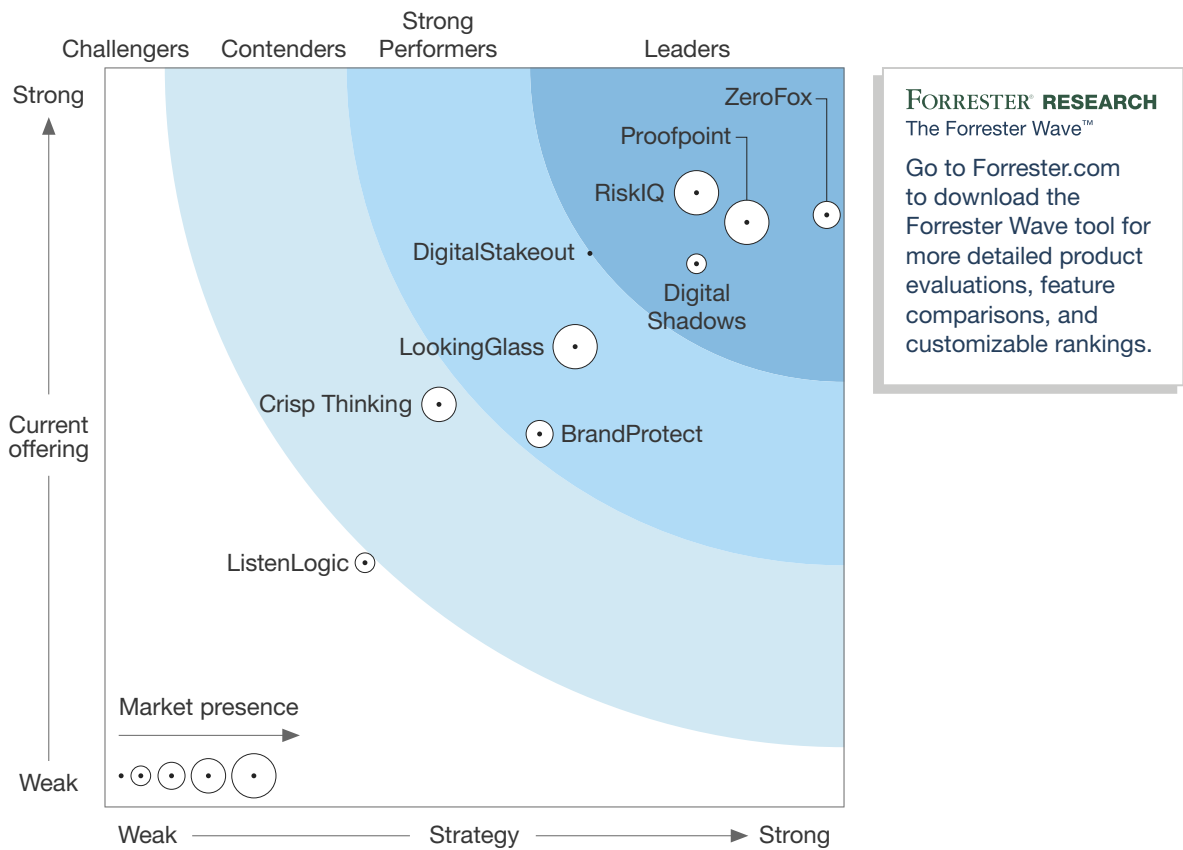 Strong
Challengers
Contenders
Performers
Leaders
Strong
ZeroFox
FORRESTER® RESEARCH
The Forrester Wave™
Go to Forrester.com
to download the
Forrester Wave tool for
more detailed product
evaluations, feature
comparisons, and
customizable rankings.
Proofpoint
RiskIQ
DigitalStakeout
Digital
Shadows
LookingGlass
Crisp Thinking
BrandProtect
Current
offering
ListenLogic
Market presence
Weak
Weak
Strategy
Strong